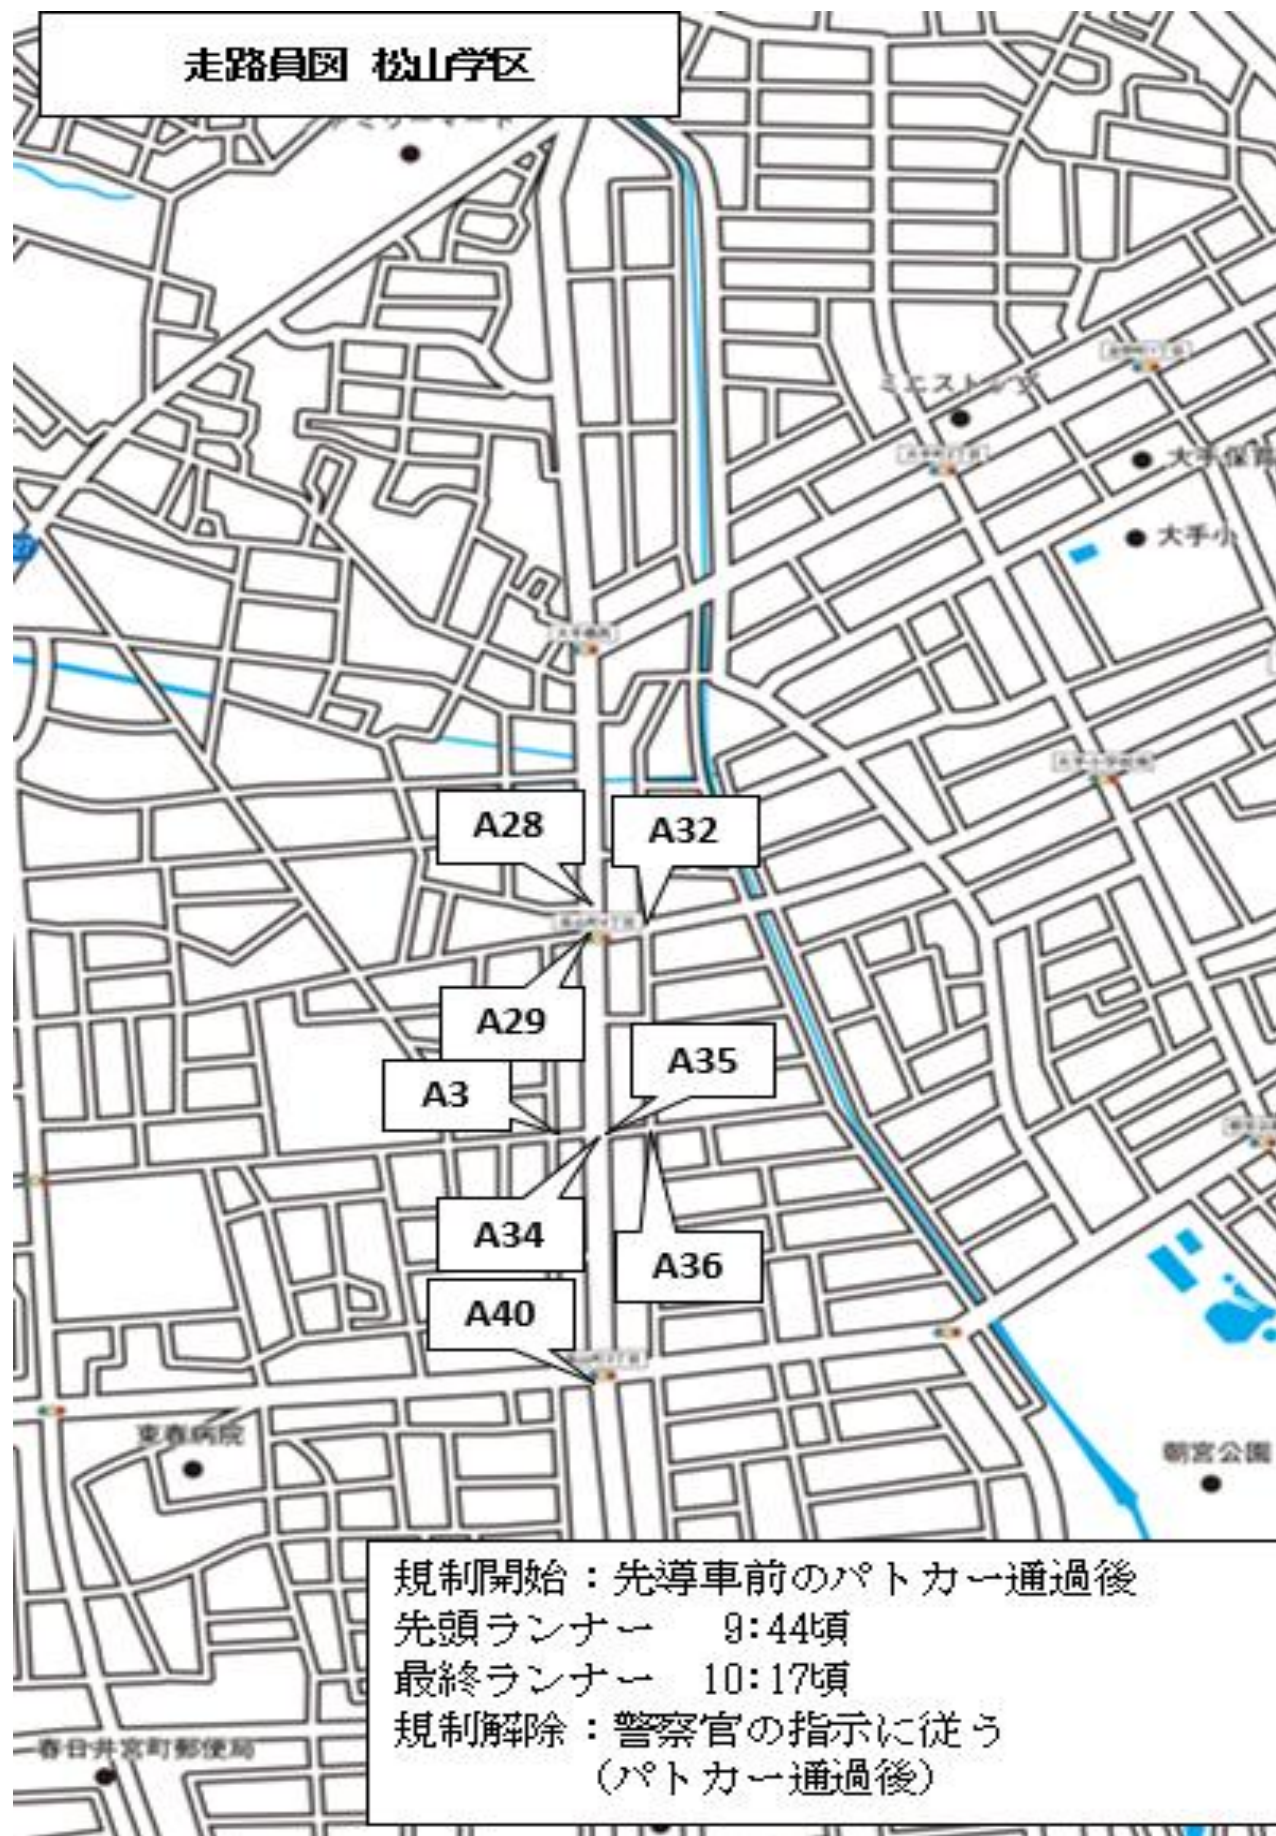 走路員図 松山学区
ミニストップ
大手保育
大手小
A28
A32
A29
A35
A3
A34
A36
A40
東春病院
朝宮公園
規制開始：先導車前のパトカー通過後
先頭ランナー 9:44頃
最終ランナー 10:17頃
規制解除：警察官の指示に従う
（パトカー通過後）
春日井宮町郵便局